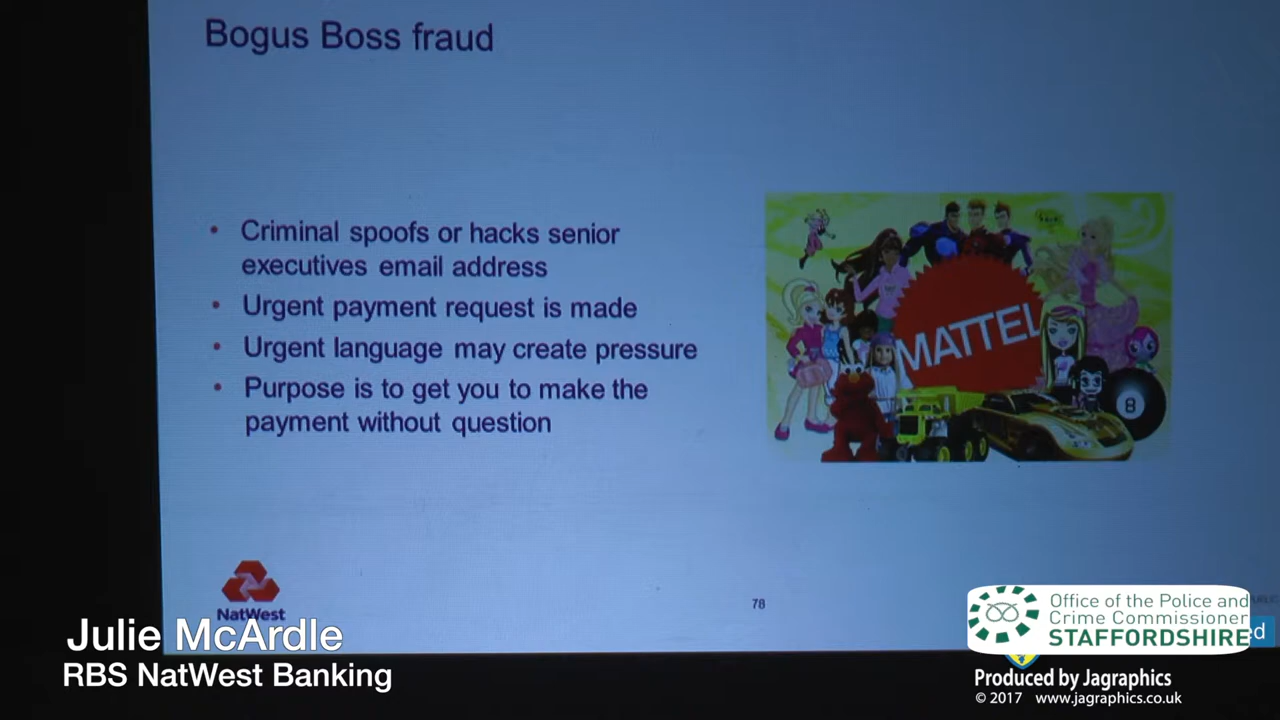 Bogus Boss fraud
• Criminal spoofs or hacks senior
executives email address
• Urgent payment request is made
• Urgent language may create pressure
• Purpose is to get you to make the
payment without question
MATTEL
8
NatWest
78
Julie McArdle
RBS NatWest Banking
Office of the Police and
Crime Commissioner
STAFFORDSHIRE
Produced by Jagraphics
© 2017 www.jagraphics.co.uk